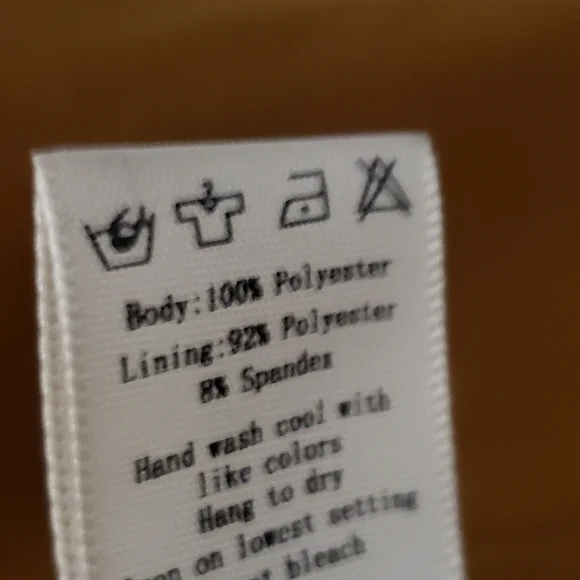 Body:100% Polyester
Lining:92% Polyester
8% Spandex
Hand wash cool with
like colors
Hang to dry
on lowest setting
bleach